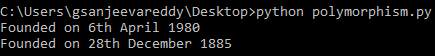 C:\Users\gsanjeevareddy\Desktop>python polymorphism.py
Founded on 6th April 1980
Founded on 28th December 1885